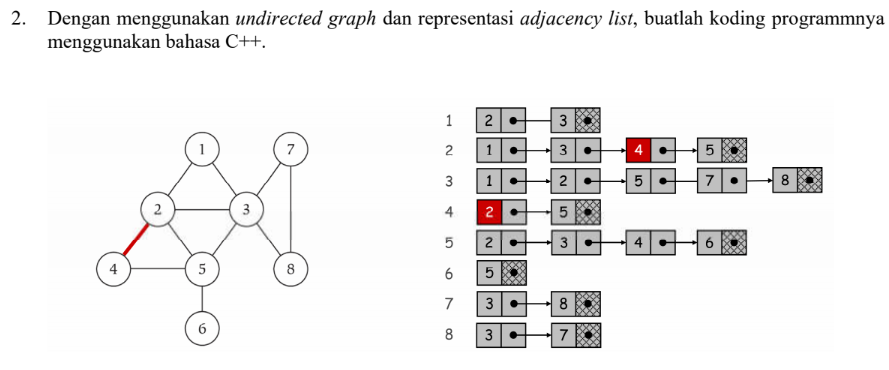 2. Dengan menggunakan undirected graph dan representasi adjacency list, buatlah koding programmnya
menggunakan bahasa C++.
1 7
2 3
4 5 8
6
1 2 3
2 1 3 4 5
3 1 2 5 7 8
4 2 5
5 2 3 4 6
6 5
7 3 8
8 3 7